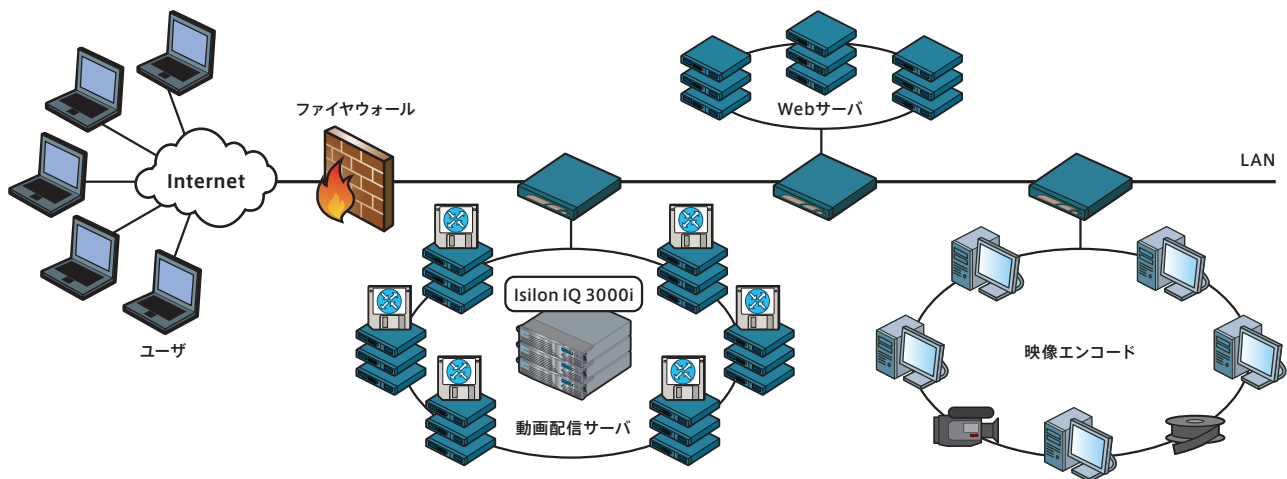 ファイヤウォール
Webサーバ
LAN
Internet
Isilon IQ 3000i
ユーザ
映像エンコード
動画配信サーバ